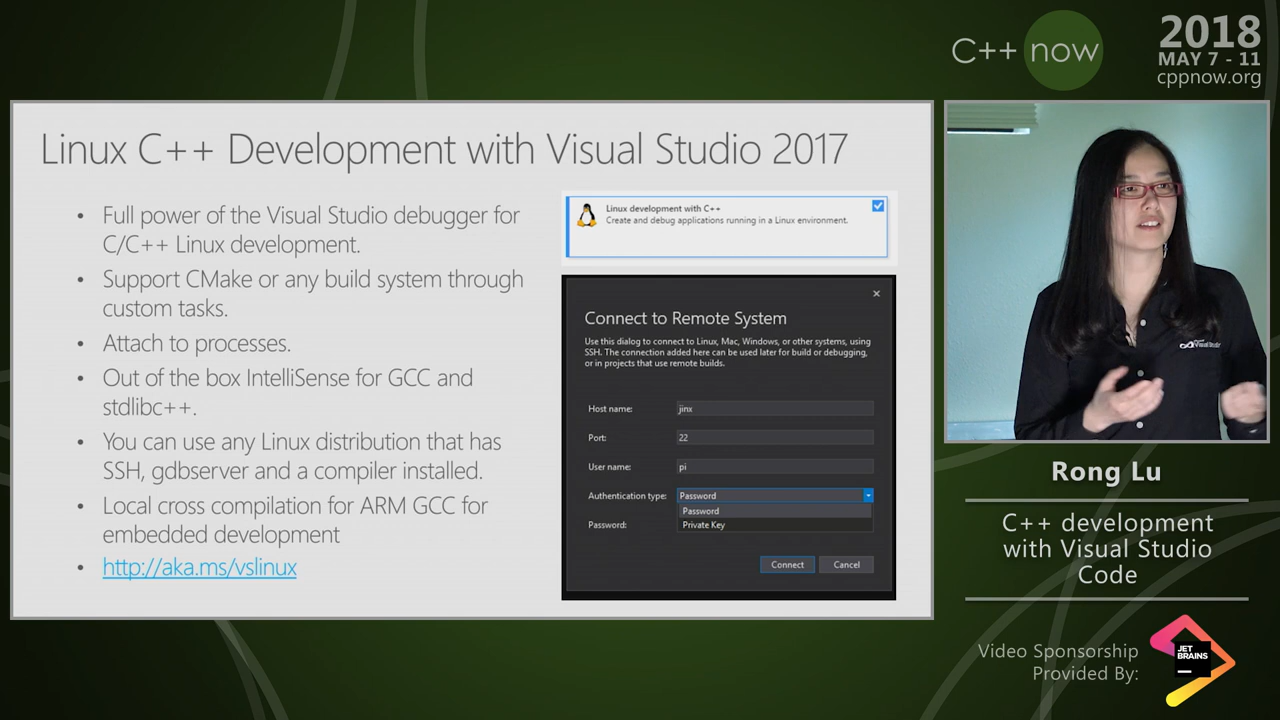 C++ now
2018
MAY 7 - 11
cppnow.org
Linux C++ Development with Visual Studio 2017
• Full power of the Visual Studio debugger for
C/C++ Linux development.
• Support CMake or any build system through
custom tasks.
• Attach to processes.
• Out of the box IntelliSense for GCC and
stdlibc++.
• You can use any Linux distribution that has
SSH, gdbserver and a compiler installed.
• Local cross compilation for ARM GCC for
embedded development
• http://aka.ms/vslinux
Linux development with C++
Create and debug applications running in a Linux environment.
Connect to Remote System
Use this dialog to connect to Linux, Mac, Windows, or other systems, using
SSH. The connection added here can be used later for build or debugging,
or in projects that use remote builds.
Host name: jinx
Port: 22
User name: pi
Authentication type: Password
Password
Password: Private Key
Connect Cancel
Visual Studio
Rong Lu
C++ development
with Visual Studio
Code
Video Sponsorship
Provided By:
JET
BRAINS